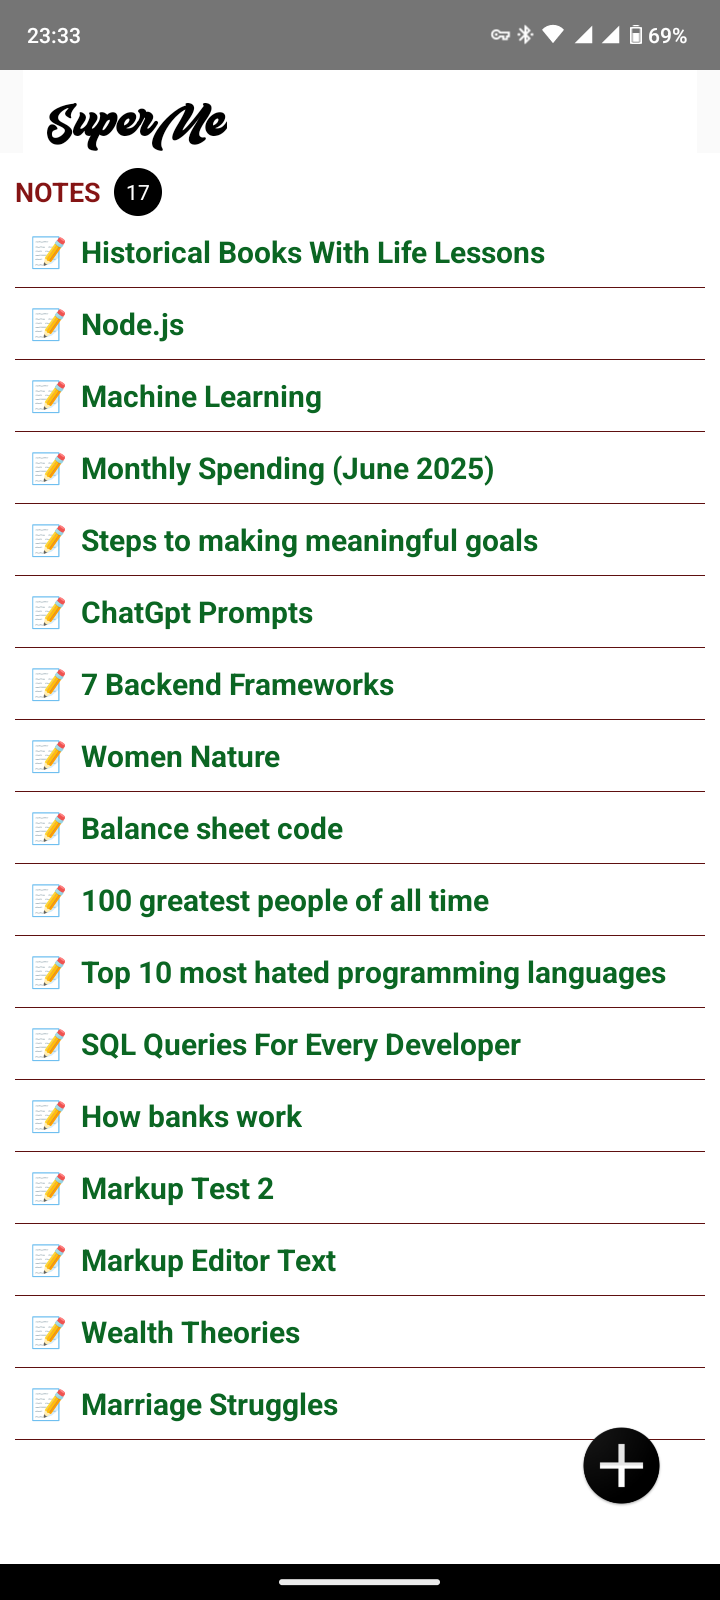 23:33
69%
SuperMe
NOTES 17
Historical Books With Life Lessons
Node.js
Machine Learning
Monthly Spending (June 2025)
Steps to making meaningful goals
ChatGpt Prompts
7 Backend Frameworks
Women Nature
Balance sheet code
100 greatest people of all time
Top 10 most hated programming languages
SQL Queries For Every Developer
How banks work
Markup Test 2
Markup Editor Text
Wealth Theories
Marriage Struggles